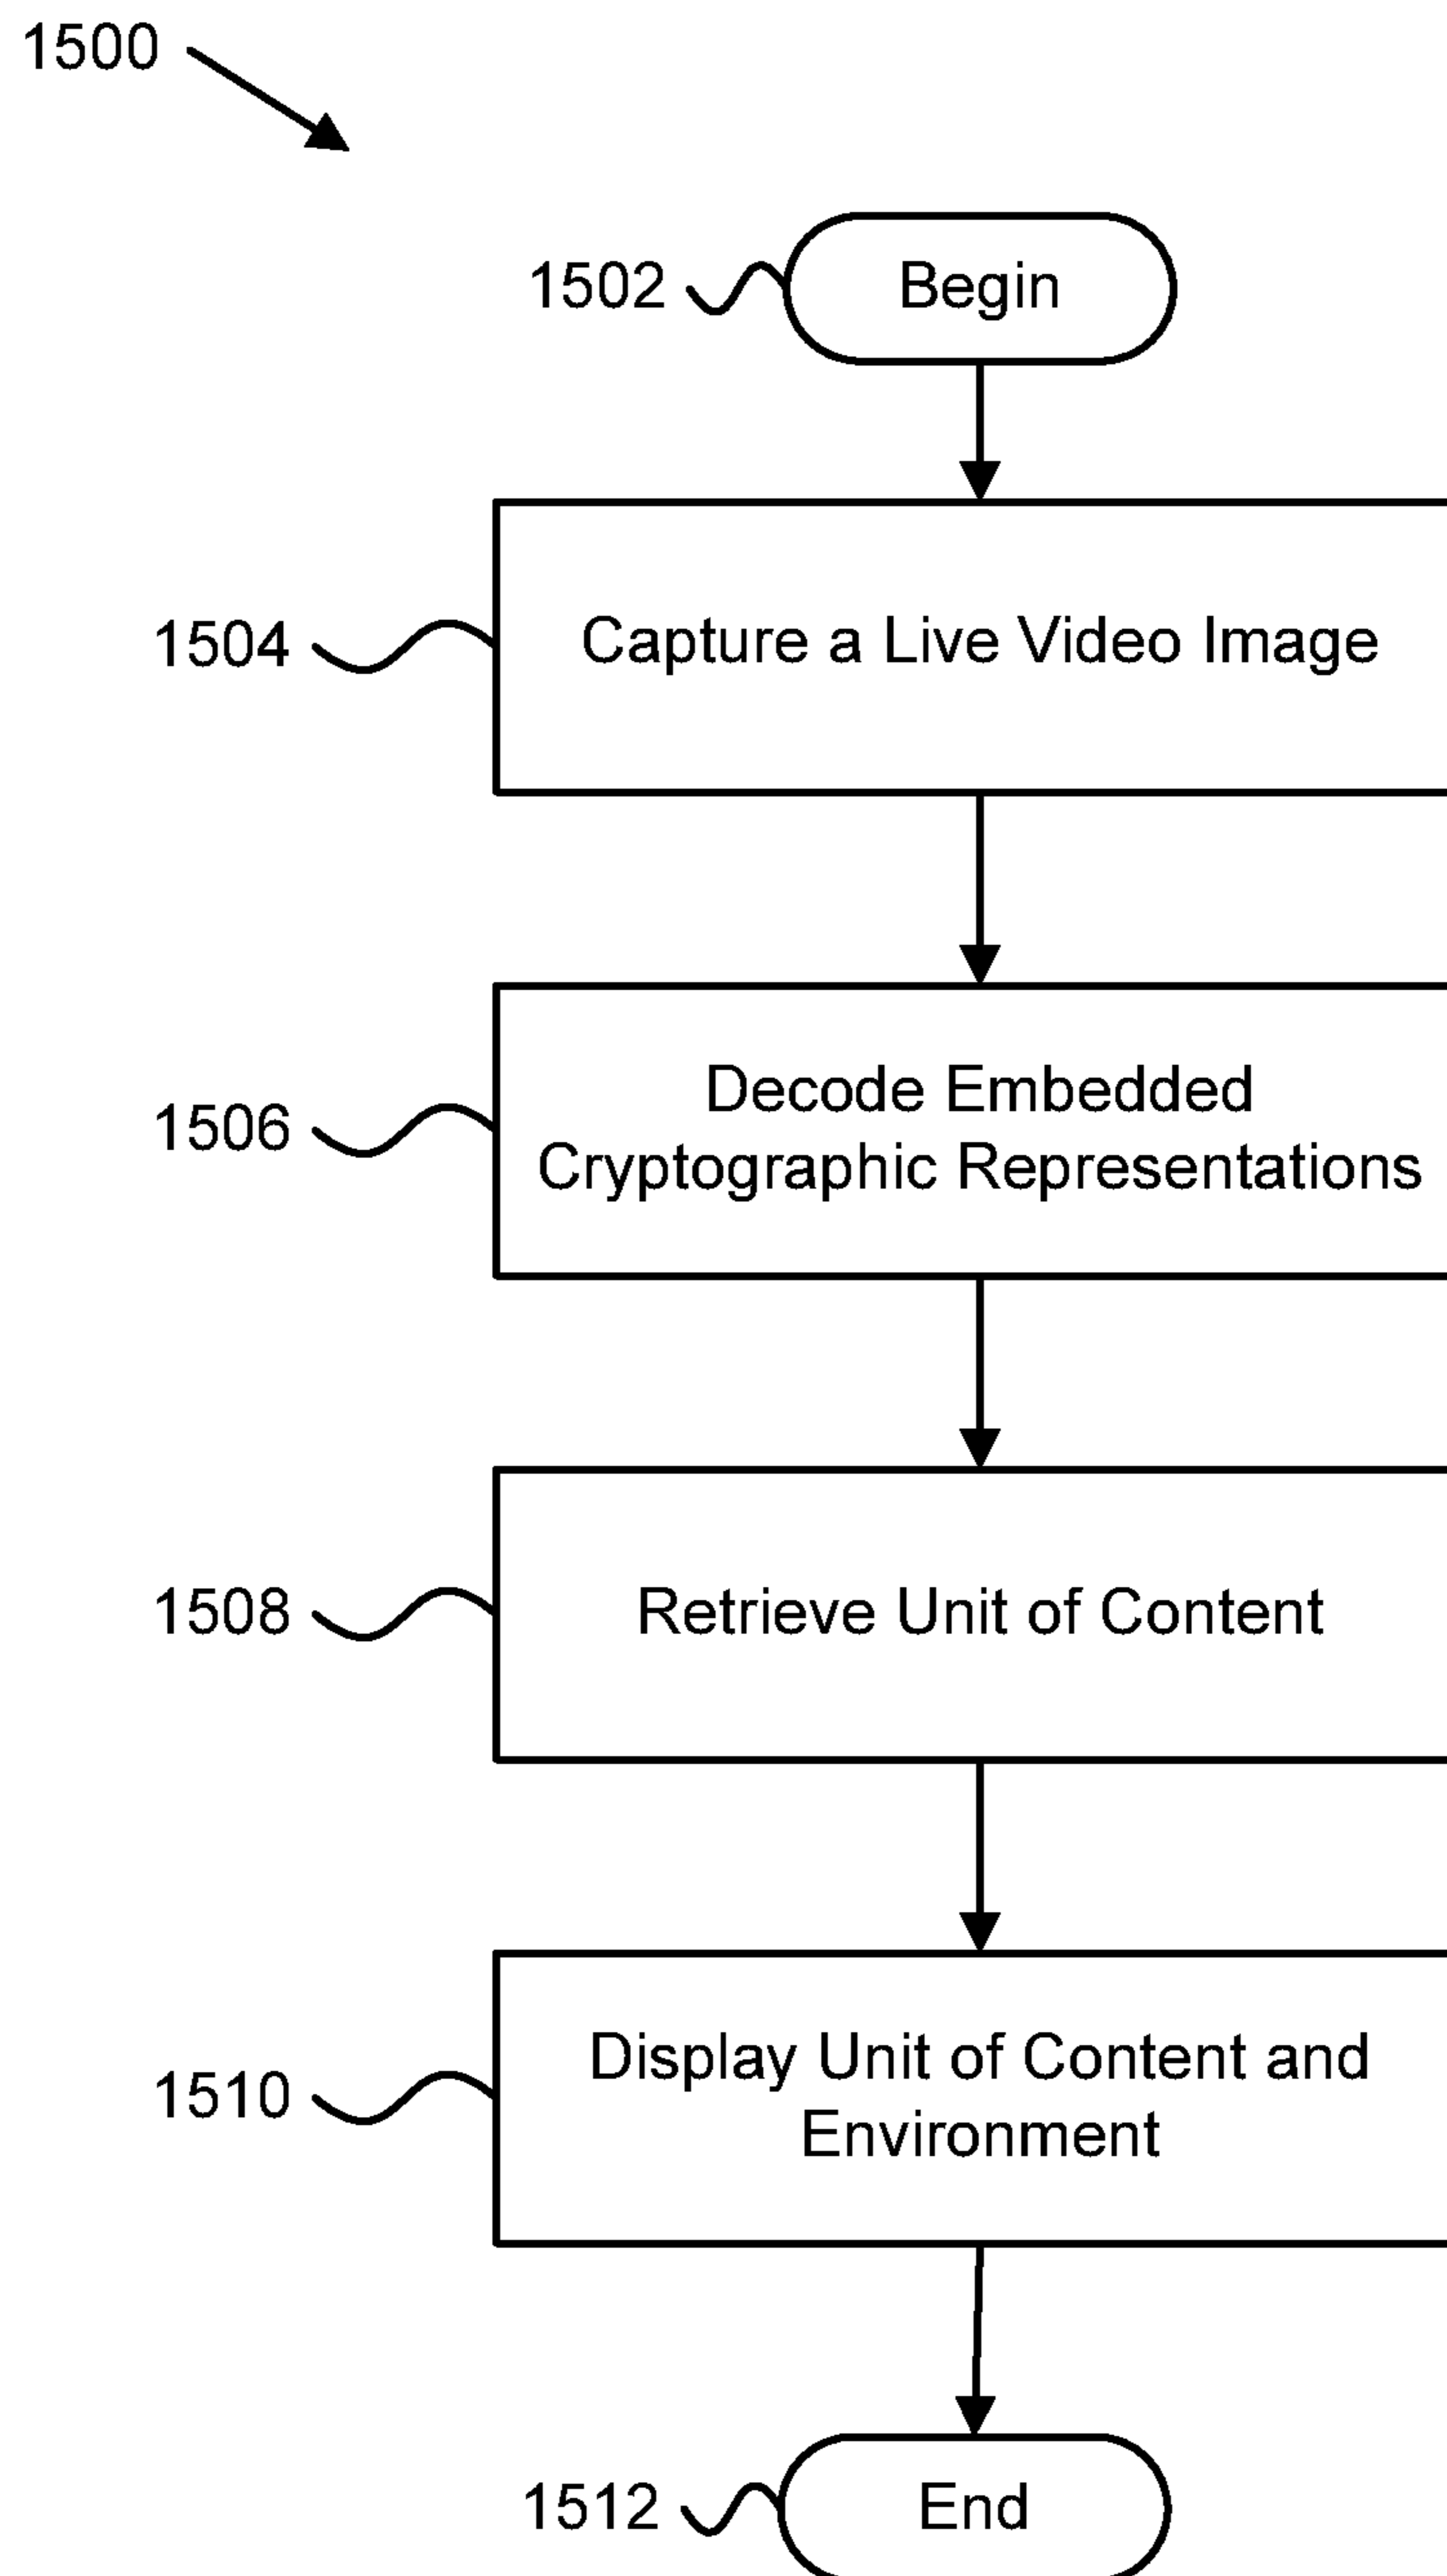 1500
1502
Begin
1504
Capture a Live Video Image
1506
Decode Embedded
Cryptographic Representations
1508
Retrieve Unit of Content
1510
Display Unit of Content and
Environment
1512
End